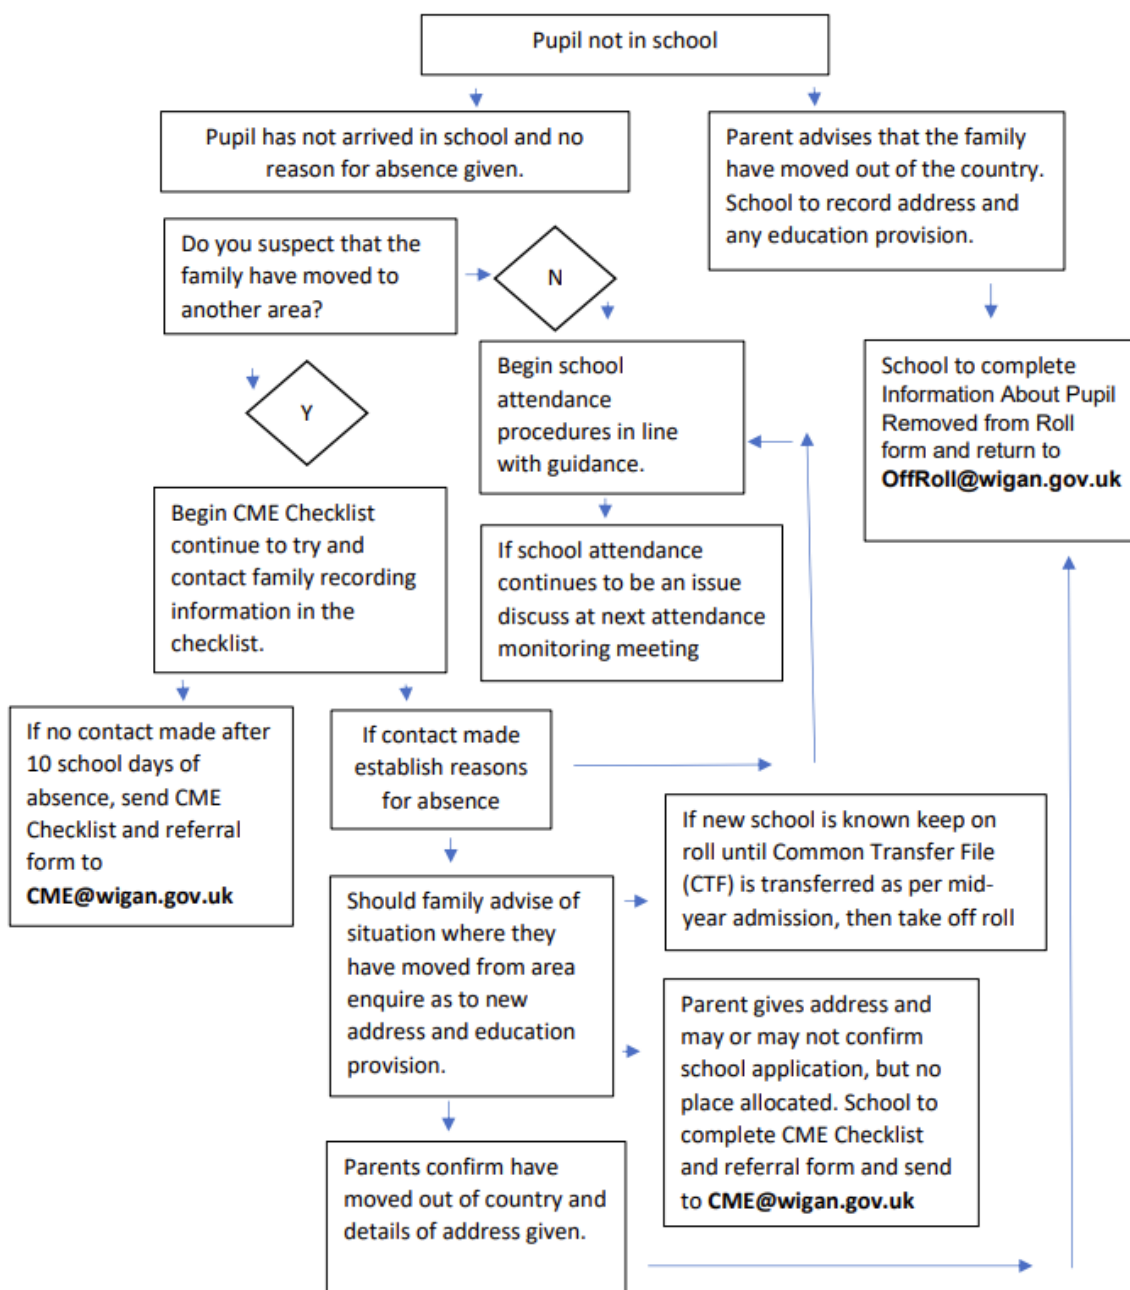 Pupil not in school
Pupil has not arrived in school and no
reason for absence given.
Parent advises that the family
have moved out of the country.
School to record address and
any education provision.
Do you suspect that the
family have moved to
another area?
N
Y
Begin school
attendance
procedures in line
with guidance.
School to complete
Information About Pupil
Removed from Roll
form and return to
OffRoll@wigan.gov.uk
Begin CME Checklist
continue to try and
contact family recording
information in the
checklist.
If school attendance
continues to be an issue
discuss at next attendance
monitoring meeting
If no contact made after
10 school days of
absence, send CME
Checklist and referral
form to
CME@wigan.gov.uk
If contact made
establish reasons
for absence
If new school is known keep on
roll until Common Transfer File
(CTF) is transferred as per mid-
year admission, then take off roll
Should family advise of
situation where they
have moved from area
enquire as to new
address and education
provision.
Parent gives address and
may or may not confirm
school application, but no
place allocated. School to
complete CME Checklist
and referral form and send
to CME@wigan.gov.uk
Parents confirm have
moved out of country and
details of address given.